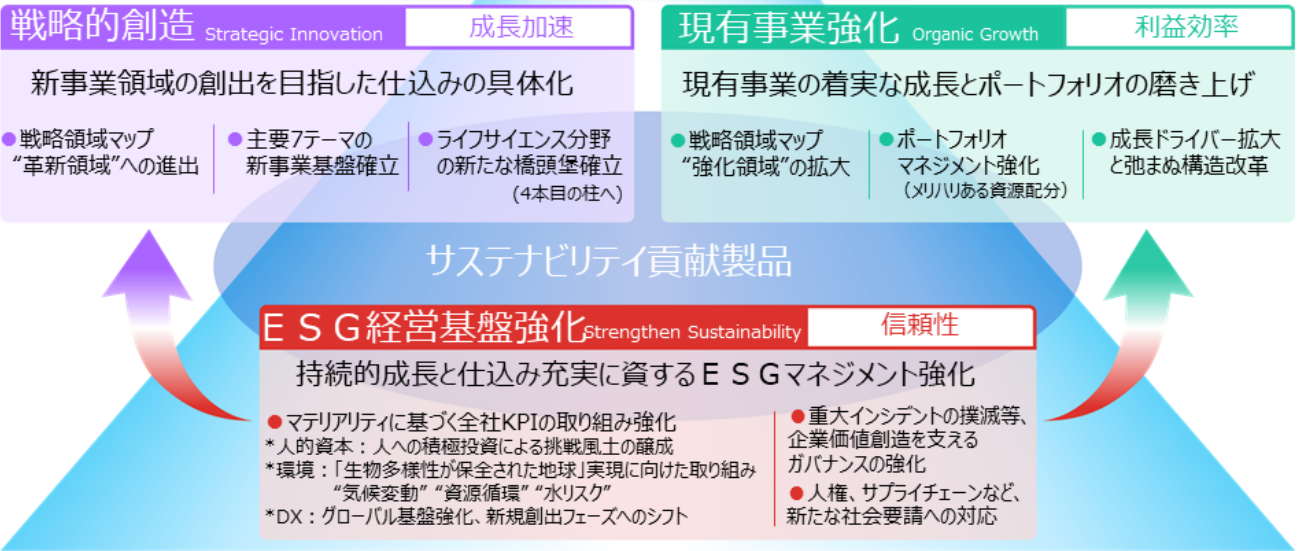 戦略的創造 Strategic Innovation 成長加速
新事業領域の創出を目指した仕込みの具体化
●戦略領域マップ
“革新領域”への進出
●主要7テーマの
新事業基盤確立
●ライフサイエンス分野
の新たな橋頭堡確立
(4本目の柱へ)
現有事業強化 Organic Growth 利益効率
現有事業の着実な成長とポートフォリオの磨き上げ
●戦略領域マップ
“強化領域”の拡大
●ポートフォリオ
マネジメント強化
(メリハリある資源配分)
●成長ドライバー拡大
と弛まぬ構造改革
サステナビリティ貢献製品
ESG経営基盤強化 Strengthen Sustainability 信頼性
持続的成長と仕込み充実に資するESGマネジメント強化
●マテリアリティに基づく全社KPIの取り組み強化
*人的資本：人への積極投資による挑戦風土の醸成
*環境：「生物多様性が保全された地球」実現に向けた取り組み
“気候変動” “資源循環” “水リスク”
*DX：グローバル基盤強化、新規創出フェーズへのシフト
●重大インシデントの撲滅等、
企業価値創造を支える
ガバナンスの強化
●人権、サプライチェーンなど、
新たな社会要請への対応